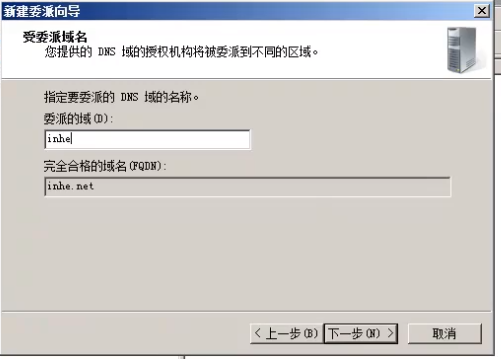 新建委派向导
受委派域名
您提供的 DNS 域的授权机构将被委派到不同的区域。
指定要委派的 DNS 域的名称。
委派的域(D):
inhe
完全合格的域名(FQDN):
inhe.net
< 上一步(B) 下一步(N) > 取消